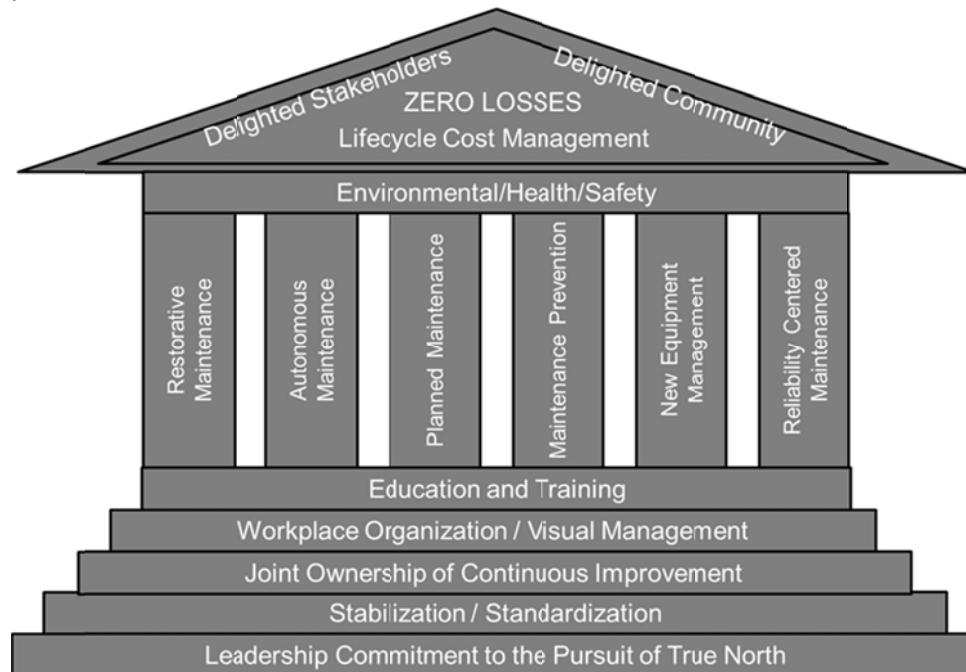 Delighted Stakeholders
Delighted Community
ZERO LOSSES
Lifecycle Cost Management
Environmental/Health/Safety
Restorative
Maintenance
Autonomous
Maintenance
Planned Maintenance
Maintenance Prevention
New Equipment
Management
Reliability Centered
Maintenance
Education and Training
Workplace Organization / Visual Management
Joint Ownership of Continuous Improvement
Stabilization / Standardization
Leadership Commitment to the Pursuit of True North